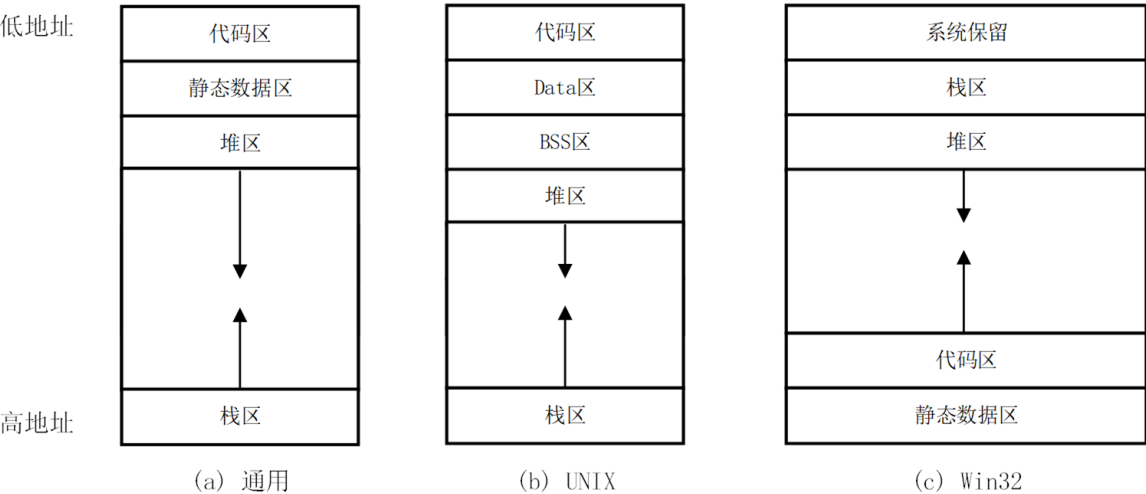 低地址
高地址
代码区
静态数据区
堆区
栈区
(a) 通用
代码区
Data区
BSS区
堆区
栈区
(b) UNIX
系统保留
栈区
堆区
代码区
静态数据区
(c) Win32